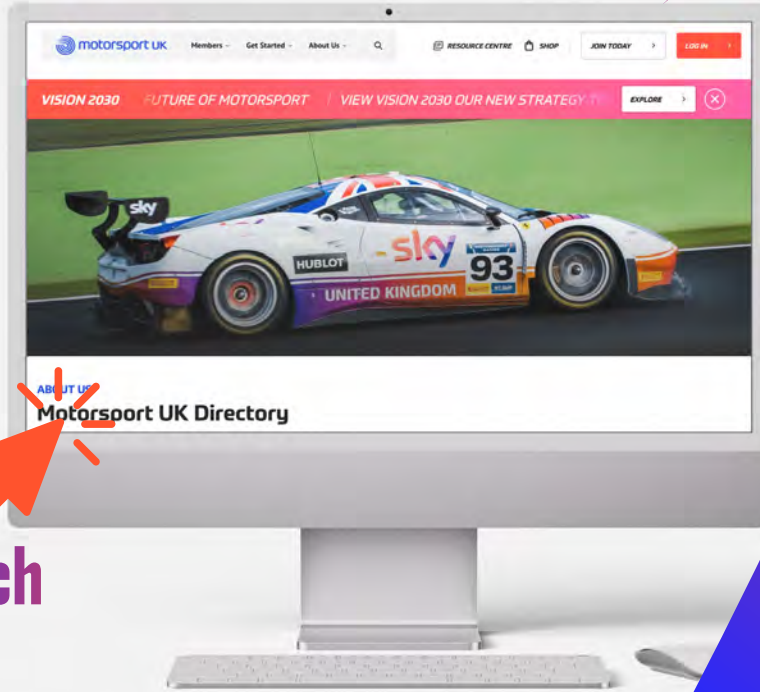 motorsport UK
Members
Get Started
About Us
RESOURCE CENTRE
SHOP
JOIN TODAY >
LOG IN >
VISION 2030 FUTURE OF MOTORSPORT VIEW VISION 2030 OUR NEW STRATEGY
EXPLORE >
sky
HUBLOT
sky
93
UNITED KINGDOM
PIRELLI
ABOUT US
Motorsport UK Directory
ch